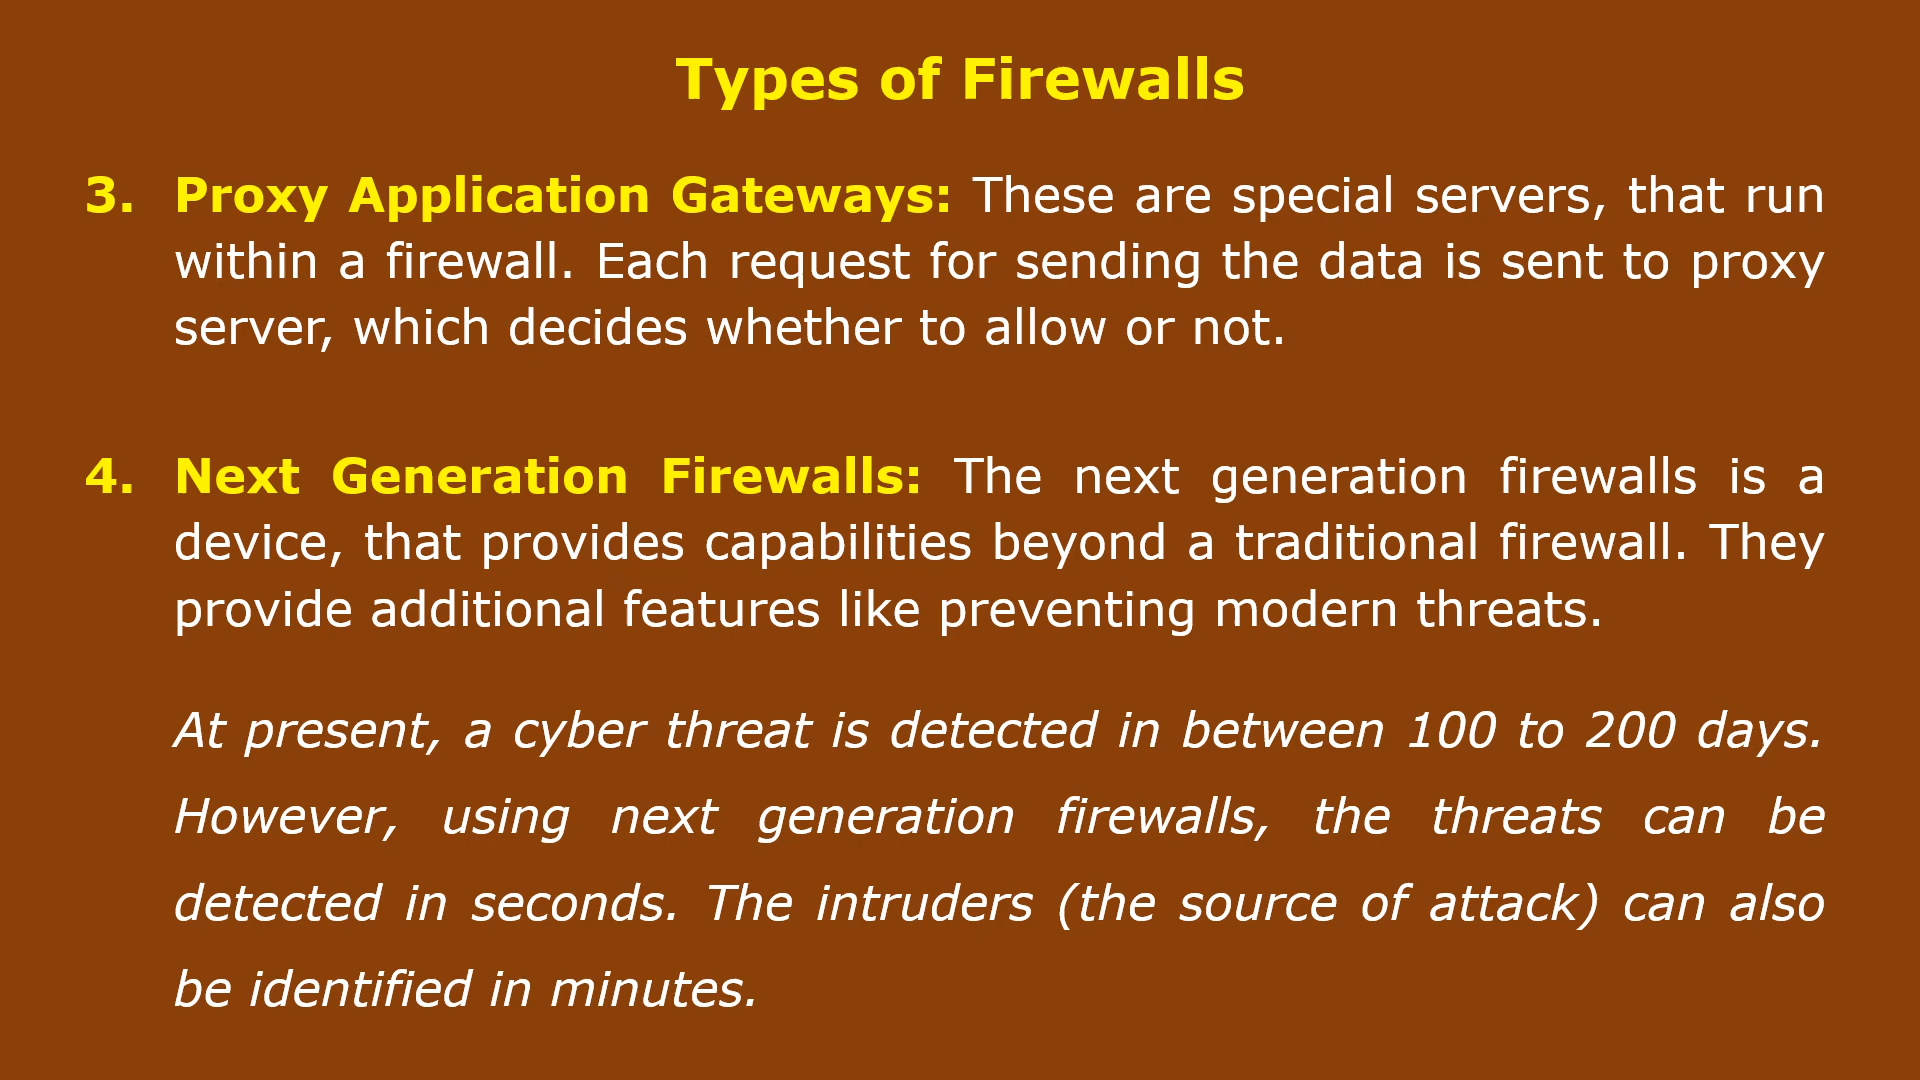 Types of Firewalls
3. Proxy Application Gateways: These are special servers, that run
within a firewall. Each request for sending the data is sent to proxy
server, which decides whether to allow or not.
4. Next Generation Firewalls: The next generation firewalls is a
device, that provides capabilities beyond a traditional firewall. They
provide additional features like preventing modern threats.
At present, a cyber threat is detected in between 100 to 200 days.
However, using next generation firewalls, the threats can be
detected in seconds. The intruders (the source of attack) can also
be identified in minutes.